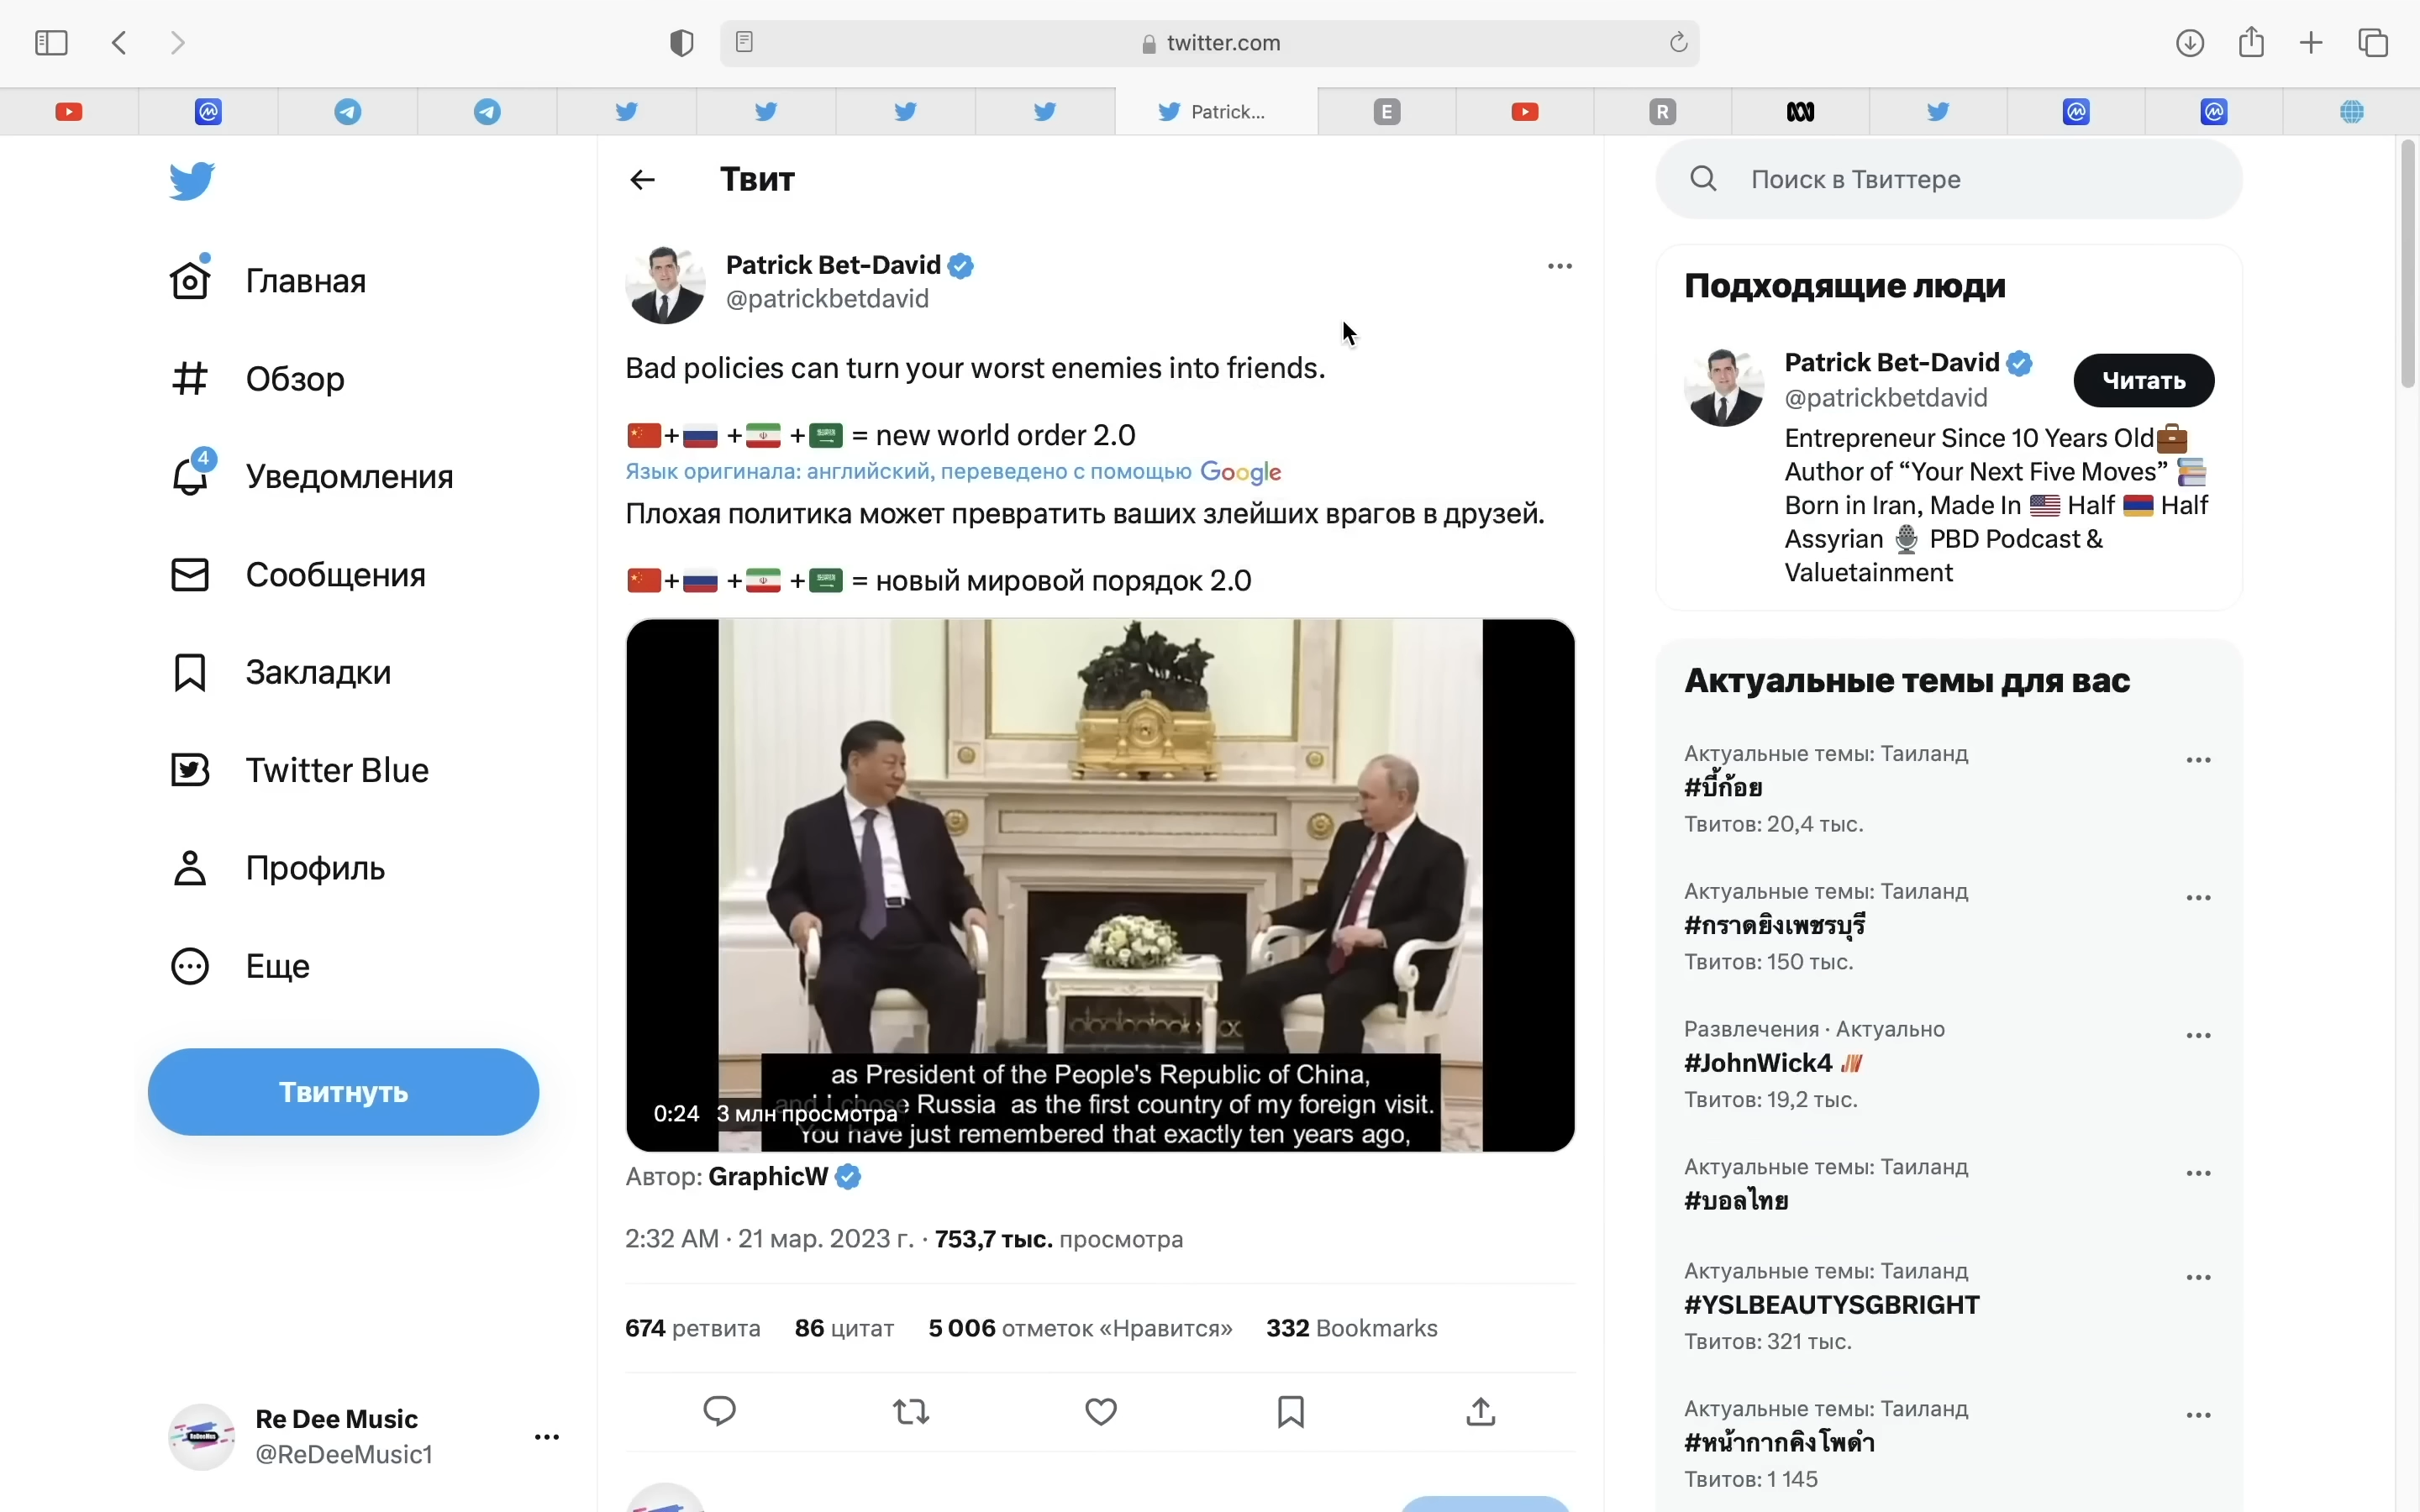 twitter.com
Patrick...
E
R
Главная
Обзор
4
Уведомления
Сообщения
Закладки
Twitter Blue
Профиль
Еще
Твитнуть
Re Dee Music
@ReDeeMusic1
Твит
Patrick Bet-David
@patrickbetdavid
Bad policies can turn your worst enemies into friends.
🇨🇳+🇷🇺 +🇮🇷 +🇸🇦 = new world order 2.0
Язык оригинала: английский, переведено с помощью Google
Плохая политика может превратить ваших злейших врагов в друзей.
🇨🇳+🇷🇺 +🇮🇷 +🇸🇦 = новый мировой порядок 2.0
as President of the People's Republic of China,
and I chose Russia as the first country of my foreign visit.
You have just remembered that exactly ten years ago,
0:24 3 млн просмотра
Автор: GraphicW
2:32 AM · 21 мар. 2023 г. · 753,7 тыс. просмотра
674 ретвита 86 цитат 5 006 отметок «Нравится» 332 Bookmarks
Поиск в Твиттере
Подходящие люди
Patrick Bet-David
@patrickbetdavid
Читать
Entrepreneur Since 10 Years Old💼
Author of “Your Next Five Moves” 📚
Born in Iran, Made In 🇺🇸 Half 🇦🇲 Half
Assyrian 🎙 PBD Podcast &
Valuetainment
Актуальные темы для вас
Актуальные темы: Таиланд
#บี้ก้อย
Твитов: 20,4 тыс.
Актуальные темы: Таиланд
#กราดยิงเพชรบุรี
Твитов: 150 тыс.
Развлечения · Актуально
#JohnWick4
Твитов: 19,2 тыс.
Актуальные темы: Таиланд
#บอลไทย
Актуальные темы: Таиланд
#YSLBEAUTYSGBRIGHT
Твитов: 321 тыс.
Актуальные темы: Таиланд
#หน้ากากคิงโพดำ
Твитов: 1 145